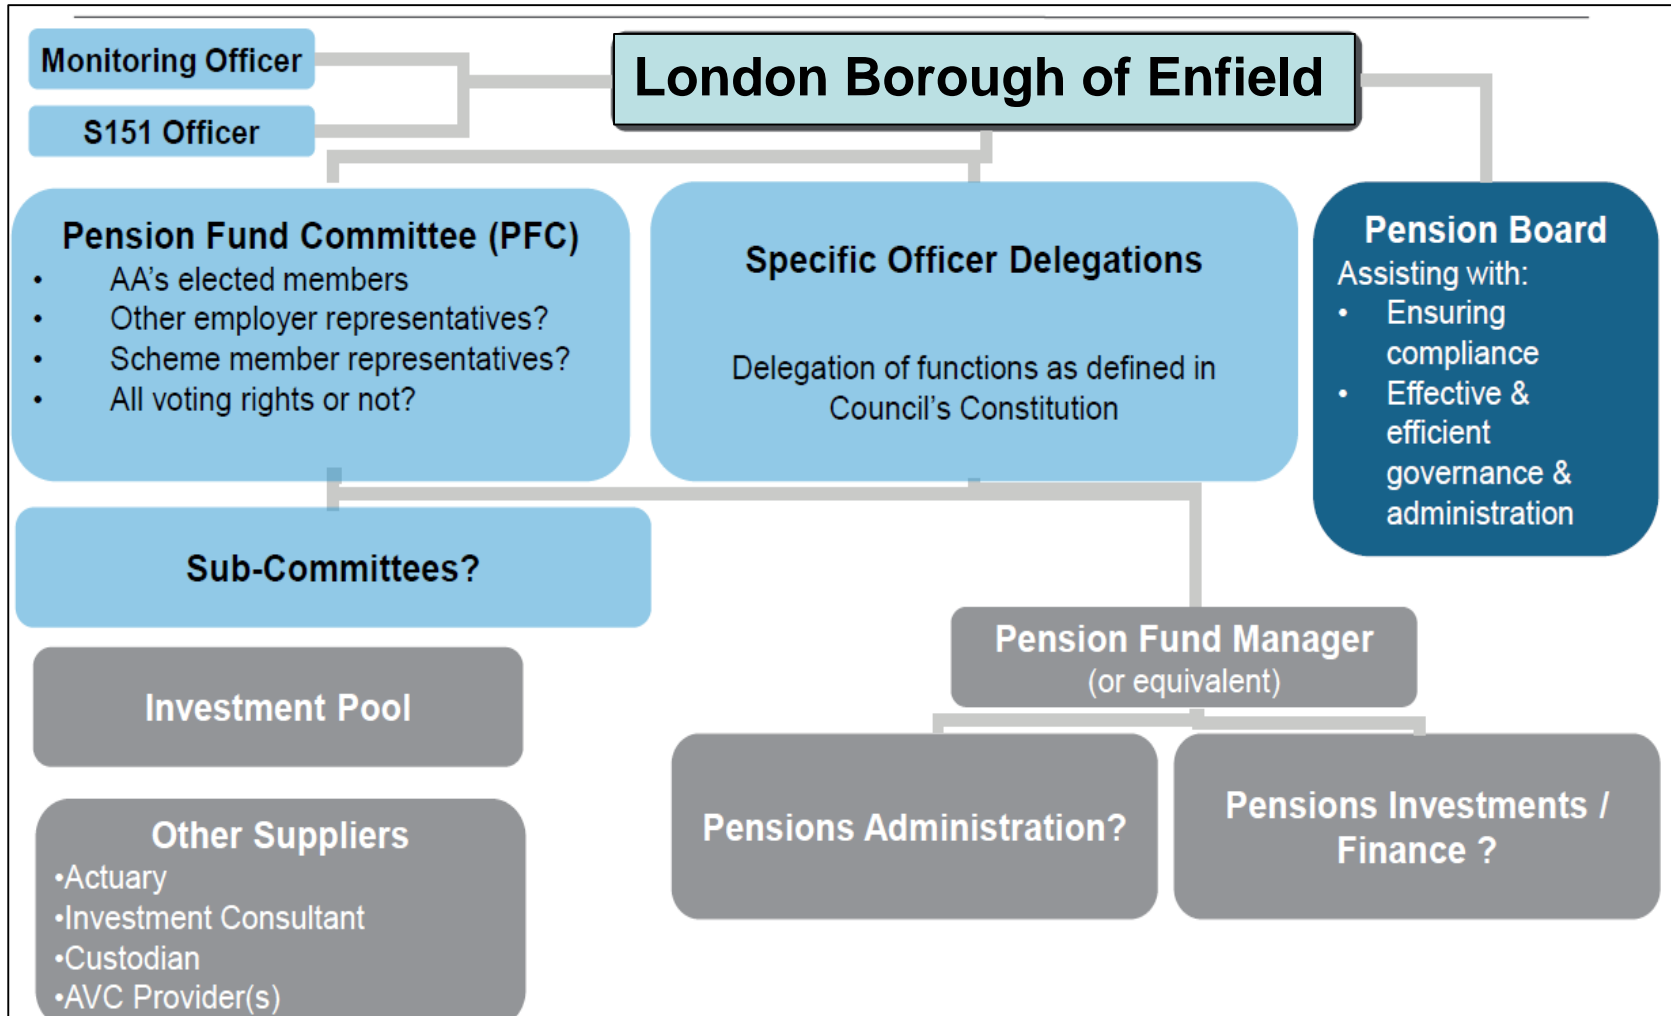 Monitoring Officer
S151 Officer
London Borough of Enfield
Pension Fund Committee (PFC)
• AA's elected members
• Other employer representatives?
• Scheme member representatives?
• All voting rights or not?
Specific Officer Delegations
Delegation of functions as defined in
Council's Constitution
Pension Board
Assisting with:
• Ensuring
compliance
• Effective &
efficient
governance &
administration
Sub-Committees?
Investment Pool
Other Suppliers
•Actuary
•Investment Consultant
•Custodian
•AVC Provider(s)
Pension Fund Manager
(or equivalent)
Pensions Administration?
Pensions Investments /
Finance ?